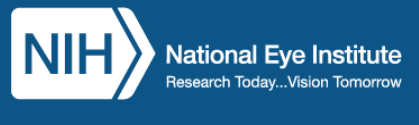 NIH
National Eye Institute
Research Today...Vision Tomorrow